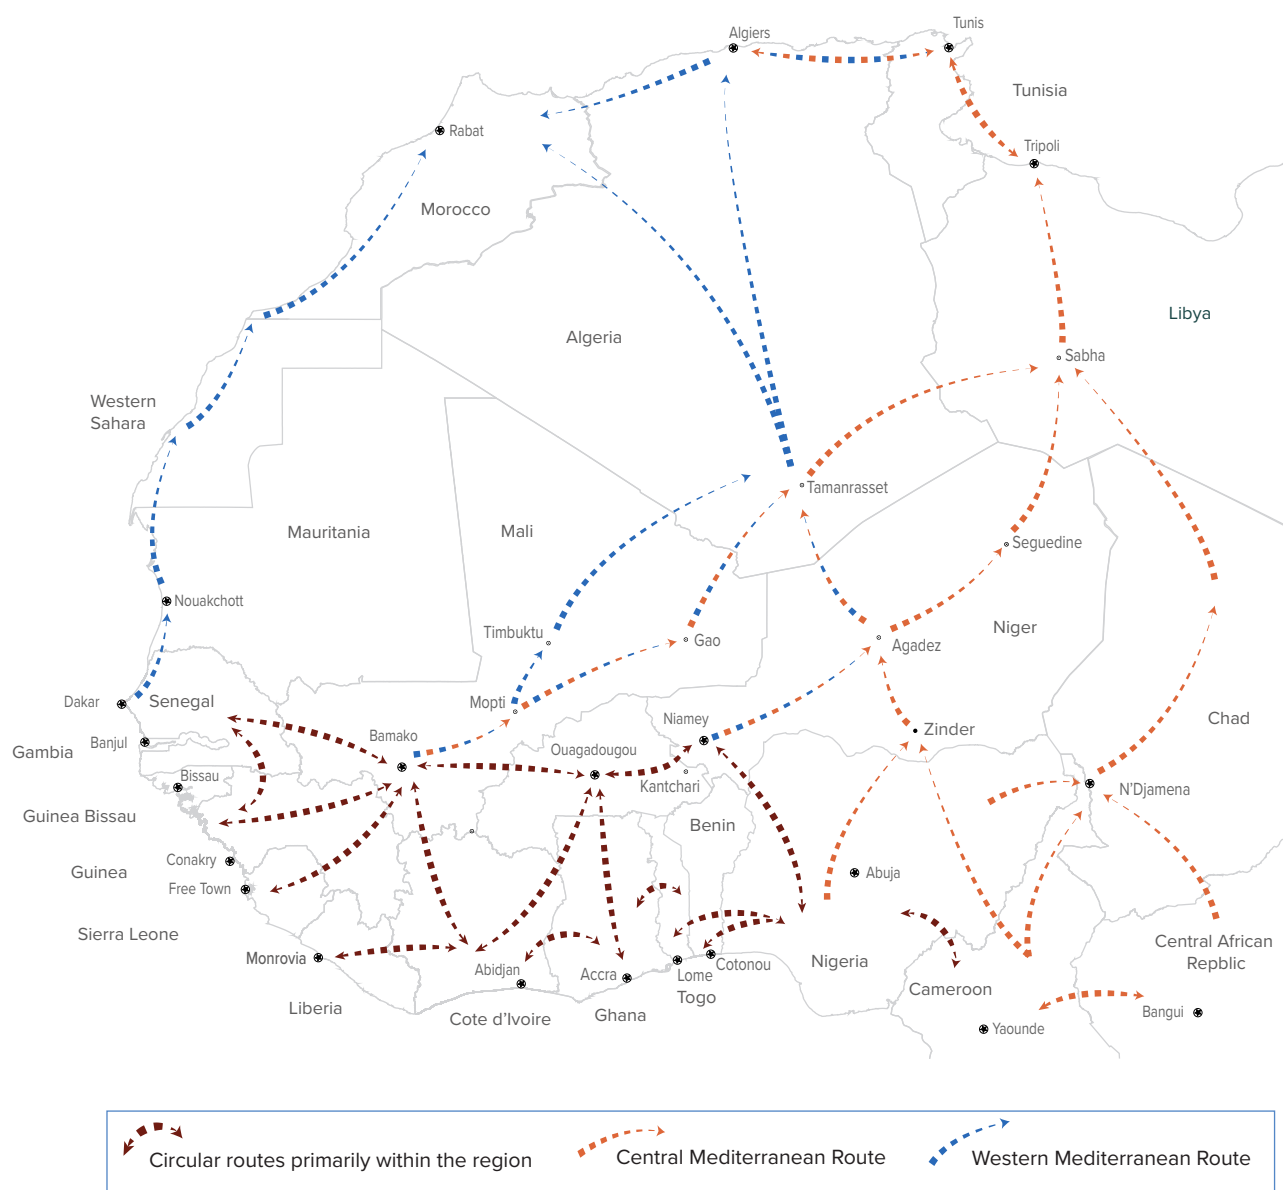 Tunis
Algiers
Tunisia
Rabat
Tripoli
Morocco
Libya
Algeria
Sabha
Western
Sahara
Tamanrasset
Mauritania
Mali
Seguedine
Nouakchott
Timbuktu
Gao
Niger
Agadez
Dakar
Senegal
Mopti
Niamey
Zinder
Chad
Gambia
Banjul
Bamako
Ouagadougou
Bissau
Kantchari
N'Djamena
Guinea Bissau
Benin
Conakry
Guinea
Free Town
Abuja
Sierra Leone
Monrovia
Abidjan
Accra
Lome
Cotonou
Togo
Nigeria
Central African
Repblic
Cameroon
Liberia
Cote d'Ivoire
Ghana
Yaounde
Bangui
Circular routes primarily within the region
Central Mediterranean Route
Western Mediterranean Route